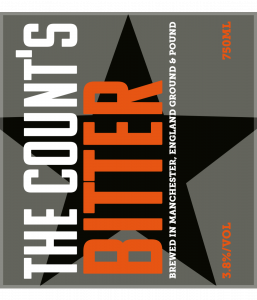 THE COUNT'S
BITTER
BREWED IN MANCHESTER, ENGLAND GROUND & POUND
3.8%/VOL
750ML